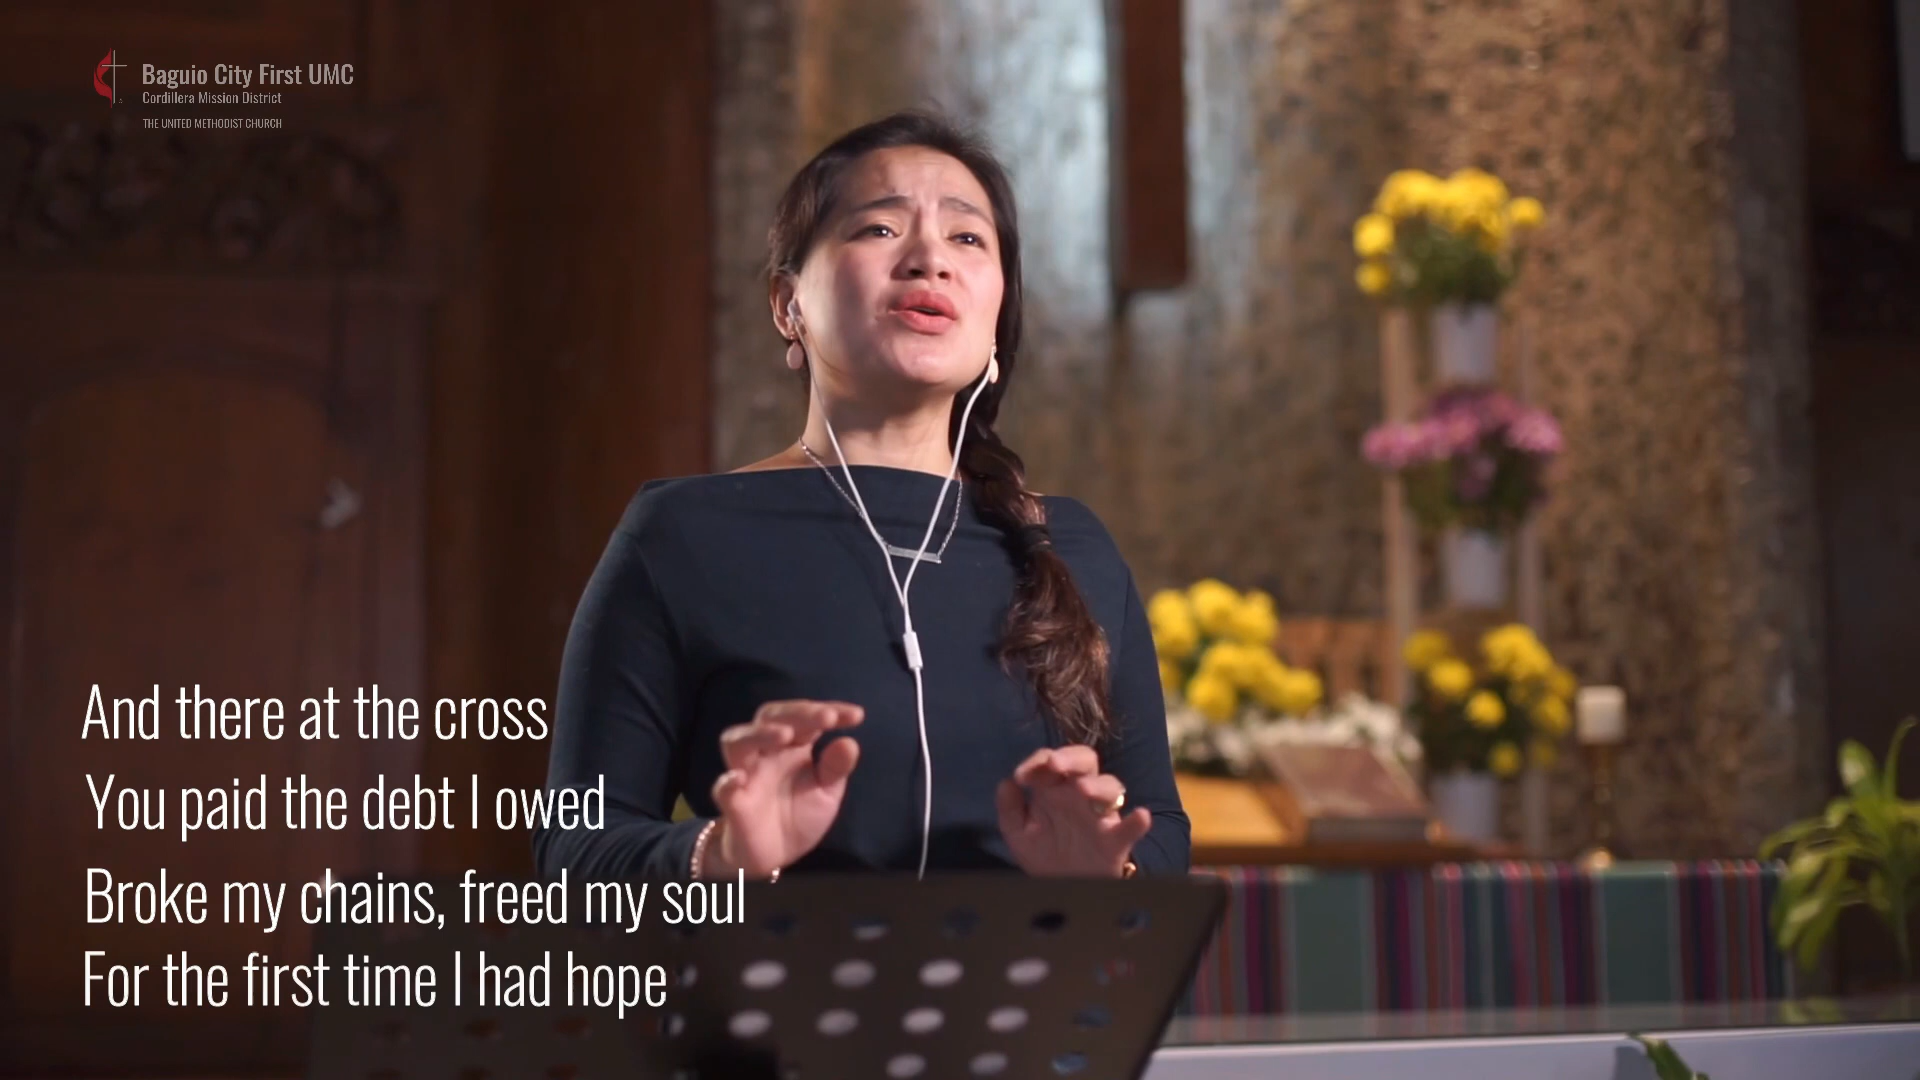 Baguio City First UMC
Cordillera Mission District
THE UNITED METHODIST CHURCH
And there at the cross
You paid the debt I owed
Broke my chains, freed my soul
For the first time I had hope